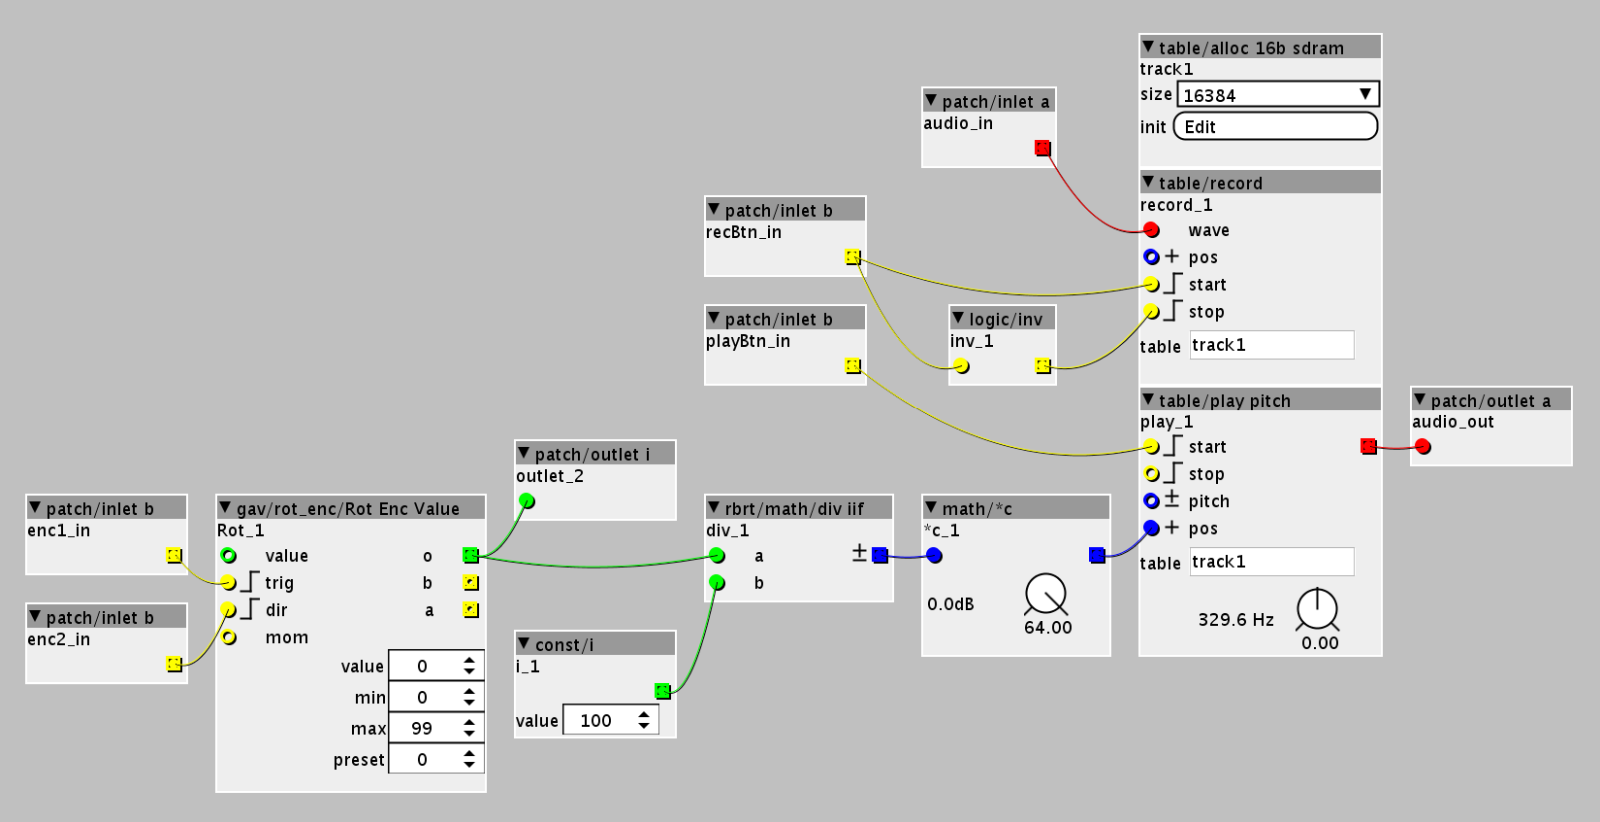 table/alloc 16b sdram
track1
size 16384
init Edit
patch/inlet a
audio_in
table/record
record_1
wave
+ pos
start
stop
table track1
patch/inlet b
recBtn_in
patch/inlet b
playBtn_in
logic/inv
inv_1
table/play pitch
play_1
start
stop
± pitch
+ pos
table track1
329.6 Hz
0.00
patch/outlet a
audio_out
patch/outlet i
outlet_2
patch/inlet b
enc1_in
patch/inlet b
enc2_in
gav/rot_enc/Rot Enc Value
Rot_1
value o
trig b
dir a
mom
value 0
min 0
max 99
preset 0
const/i
i_1
value 100
rbrt/math/div iif
div_1
a ±
b
math/*c
*c_1
0.0dB
64.00